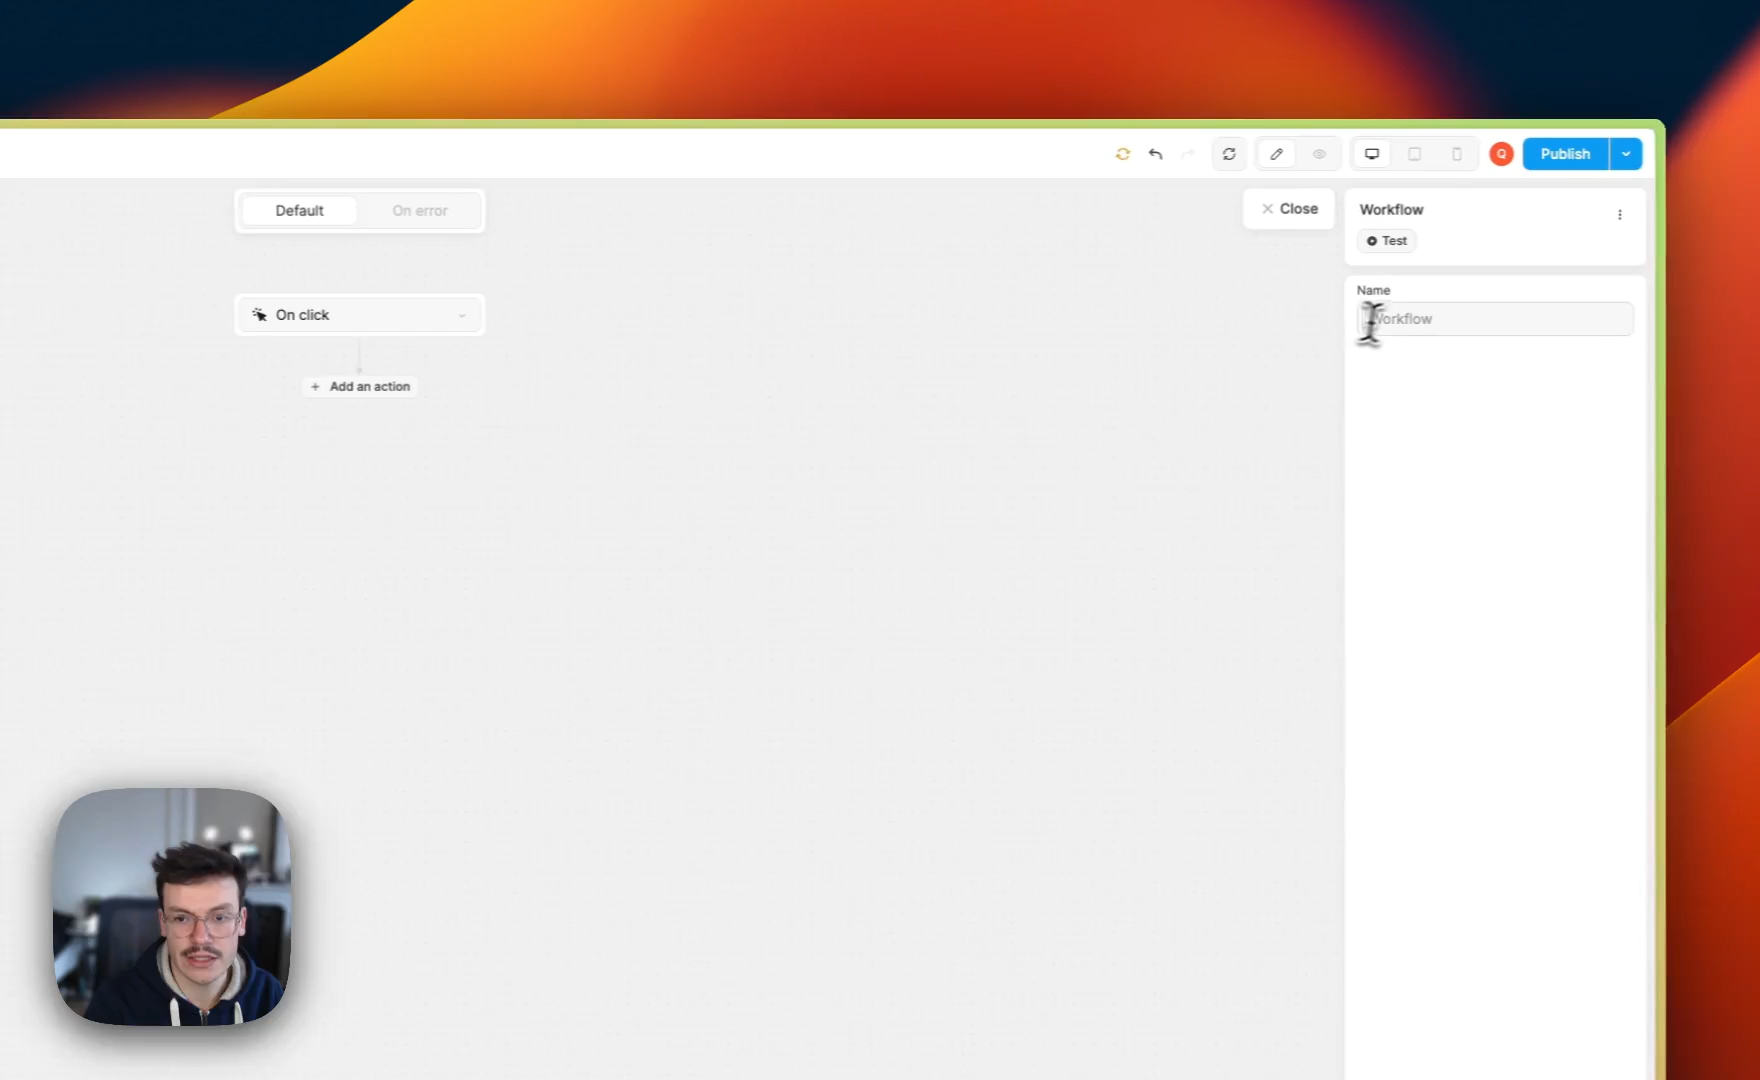 Q
Publish
Default
On error
Close
Workflow
Test
On click
Name
Workflow
Add an action